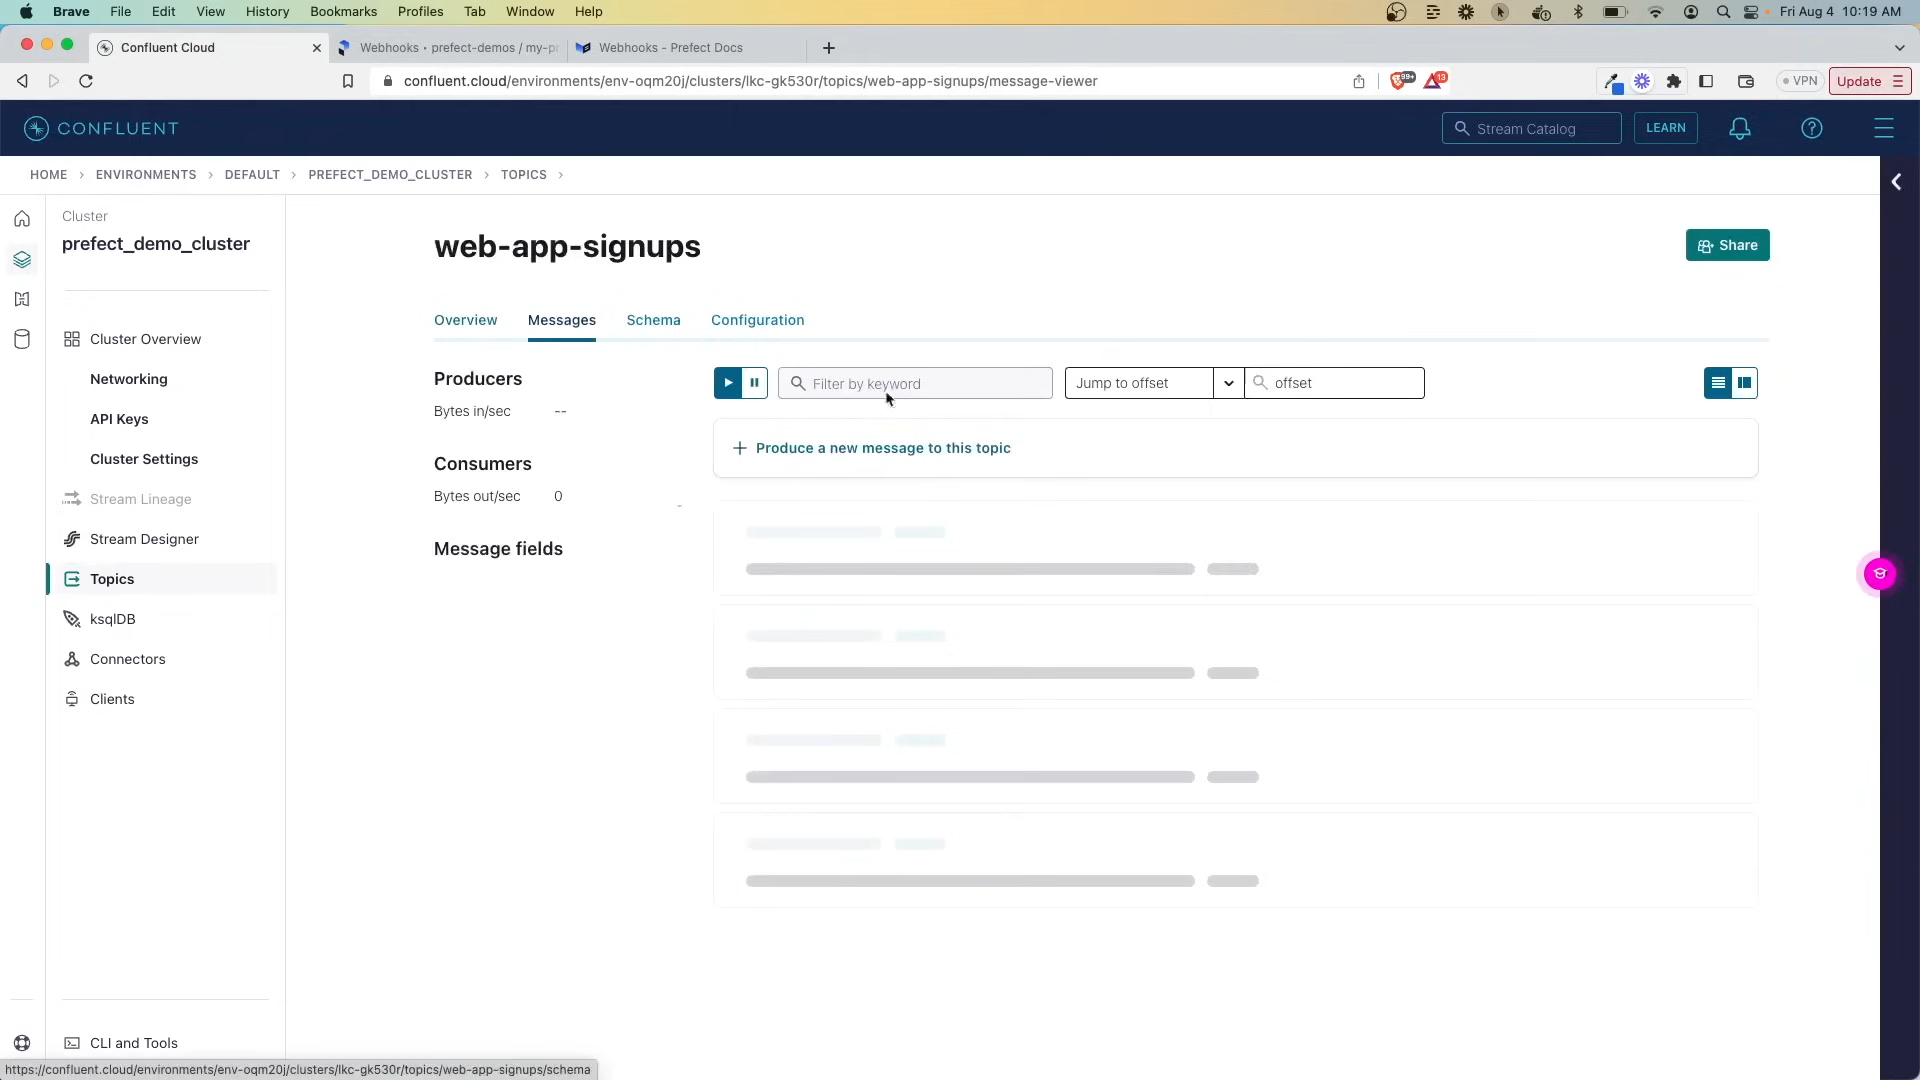 Brave File Edit View History Bookmarks Profiles Tab Window Help Fri Aug 4 10:19 AM
Confluent Cloud Webhooks • prefect-demos / my-pr Webhooks - Prefect Docs
confluent.cloud/environments/env-oqm20j/clusters/lkc-gk530r/topics/web-app-signups/message-viewer 99+ 13 VPN Update
CONFLUENT Stream Catalog LEARN
HOME > ENVIRONMENTS > DEFAULT > PREFECT_DEMO_CLUSTER > TOPICS >
Cluster
prefect_demo_cluster
Cluster Overview
Networking
API Keys
Cluster Settings
Stream Lineage
Stream Designer
Topics
ksqlDB
Connectors
Clients
CLI and Tools
web-app-signups
Share
Overview Messages Schema Configuration
Producers
Bytes in/sec --
Consumers
Bytes out/sec 0
Message fields
Filter by keyword Jump to offset offset
+ Produce a new message to this topic
https://confluent.cloud/environments/env-oqm20j/clusters/lkc-gk530r/topics/web-app-signups/schema